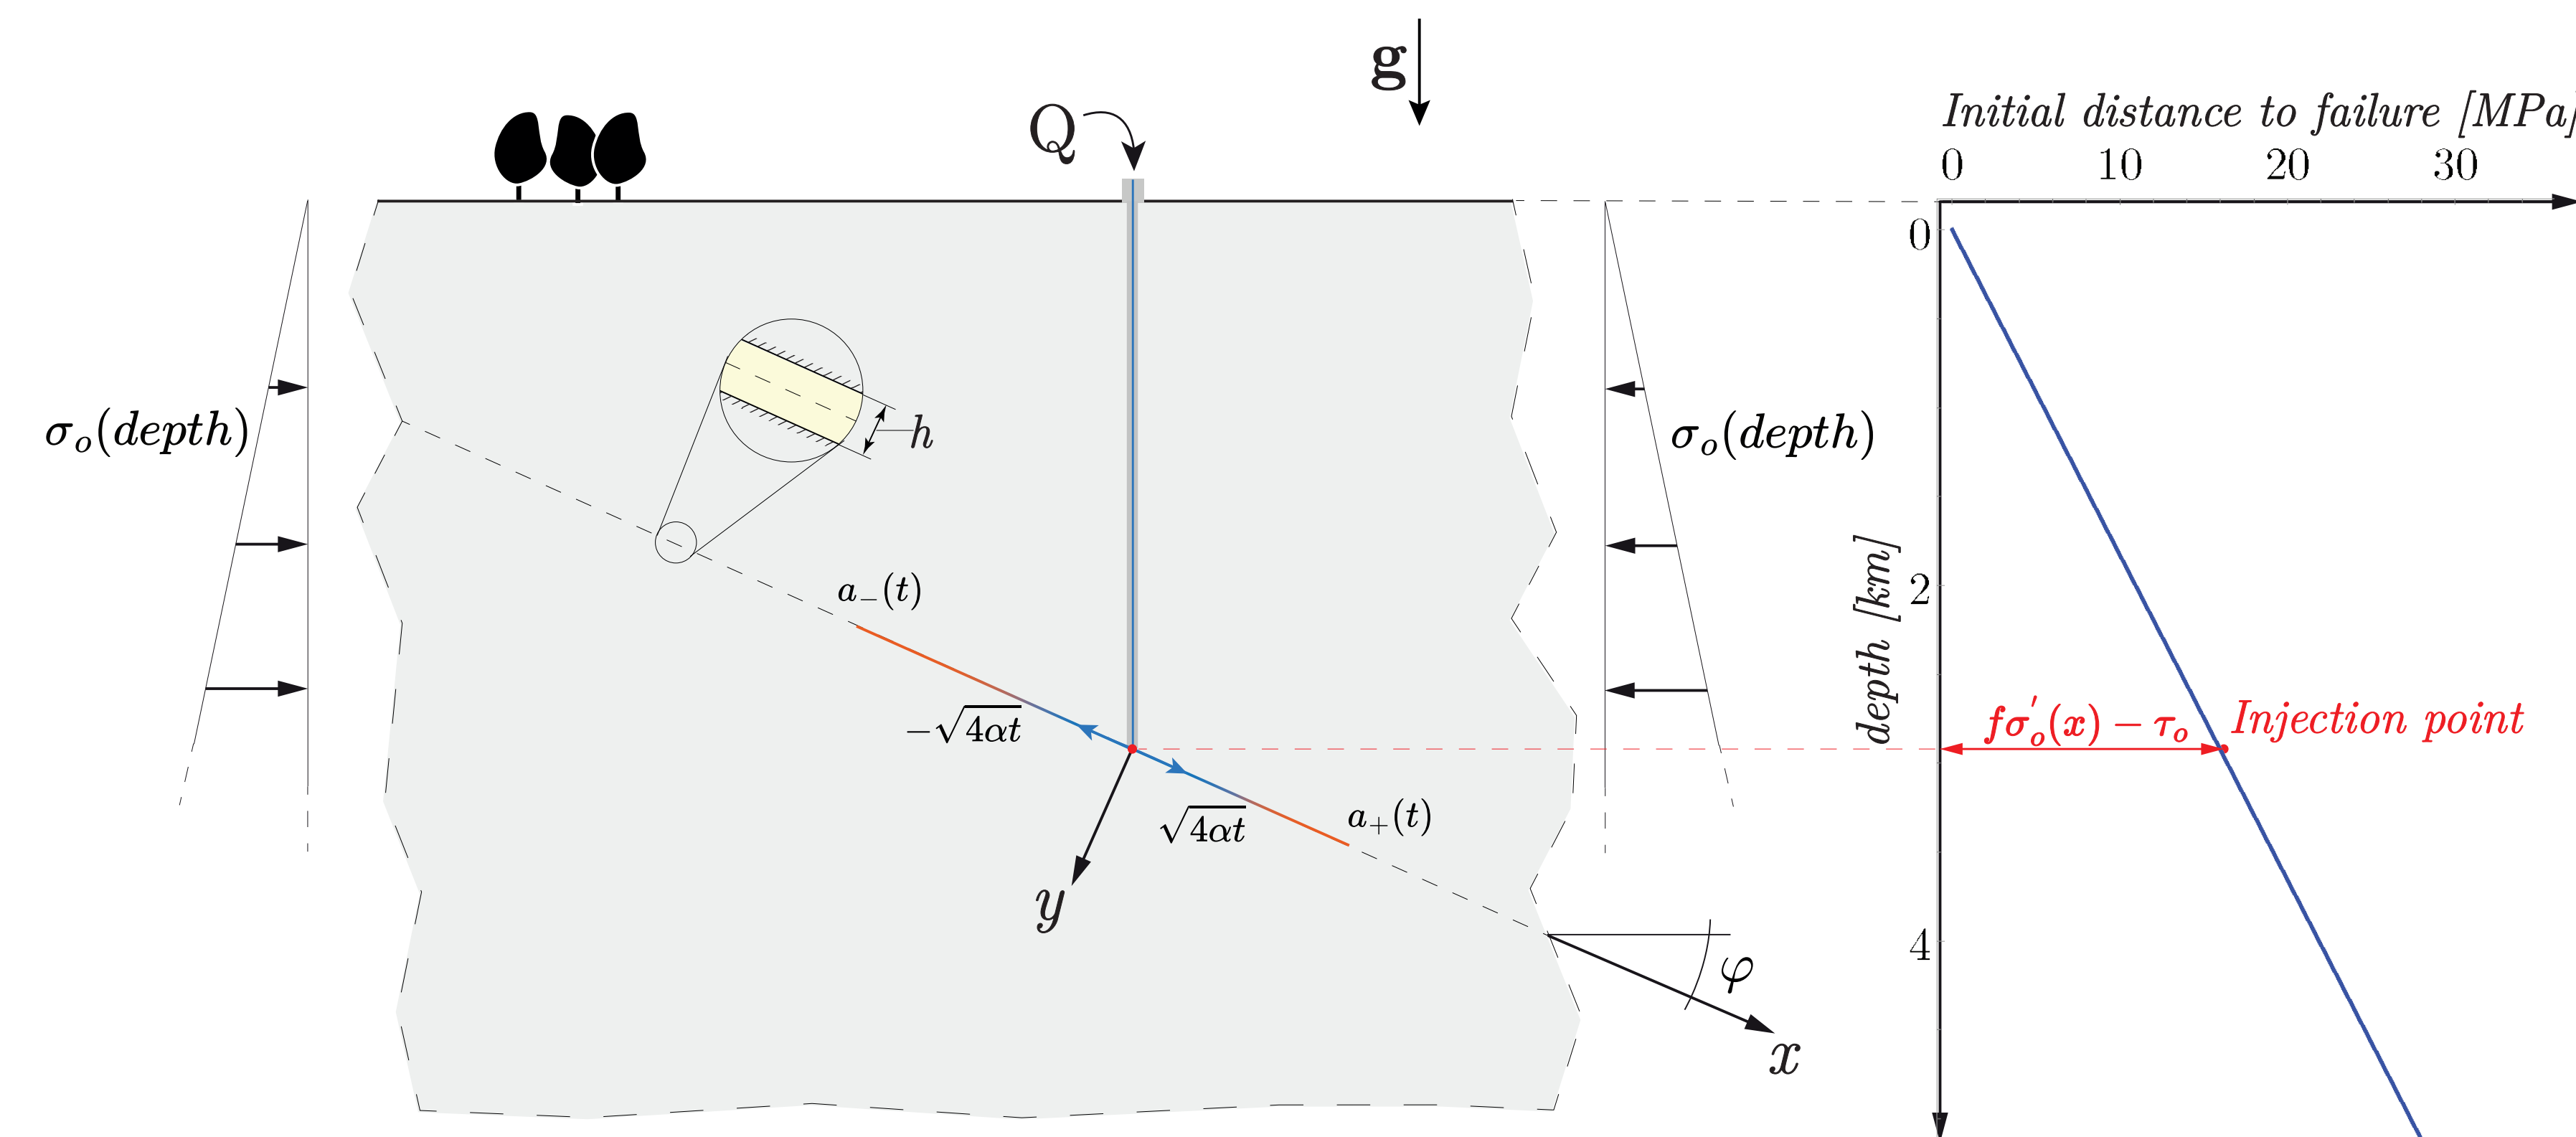 g
Q
Initial distance to failure [MPa]
0 10 20 30
0
σₒ(depth)
h
σₒ(depth)
a₋(t)
depth [km]
2
−√4αt
fσ′ₒ(x) − τₒ
Injection point
√4αt
a₊(t)
y
4
φ
x